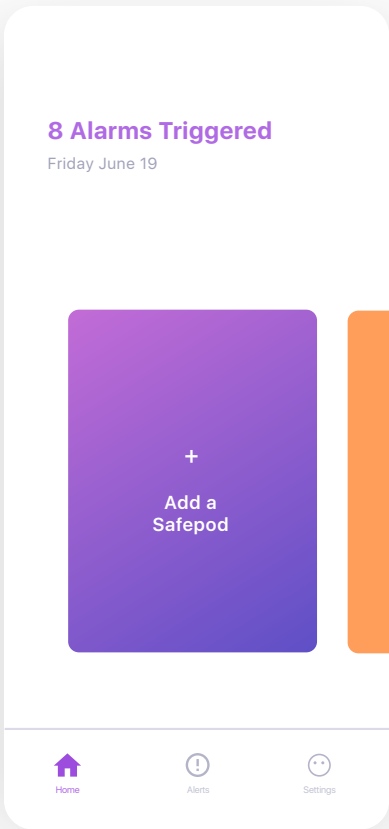 8 Alarms Triggered
Friday June 19
+
Add a
Safepod
Home
Alerts
Settings